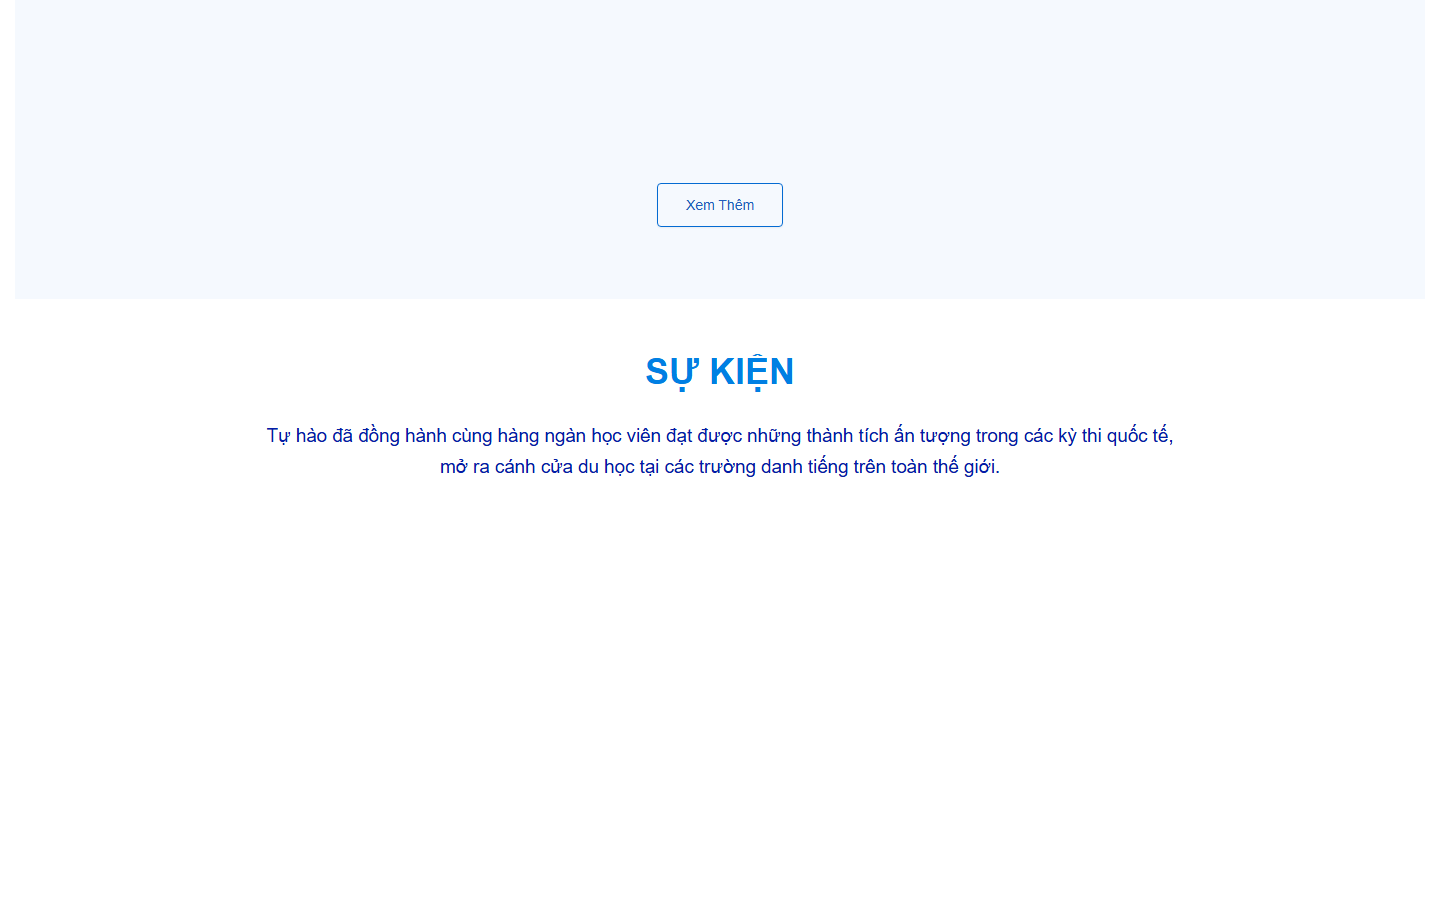 Xem Thêm
SỰ KIỆN
Tự hào đã đồng hành cùng hàng ngàn học viên đạt được những thành tích ấn tượng trong các kỳ thi quốc tế,
mở ra cánh cửa du học tại các trường danh tiếng trên toàn thế giới.